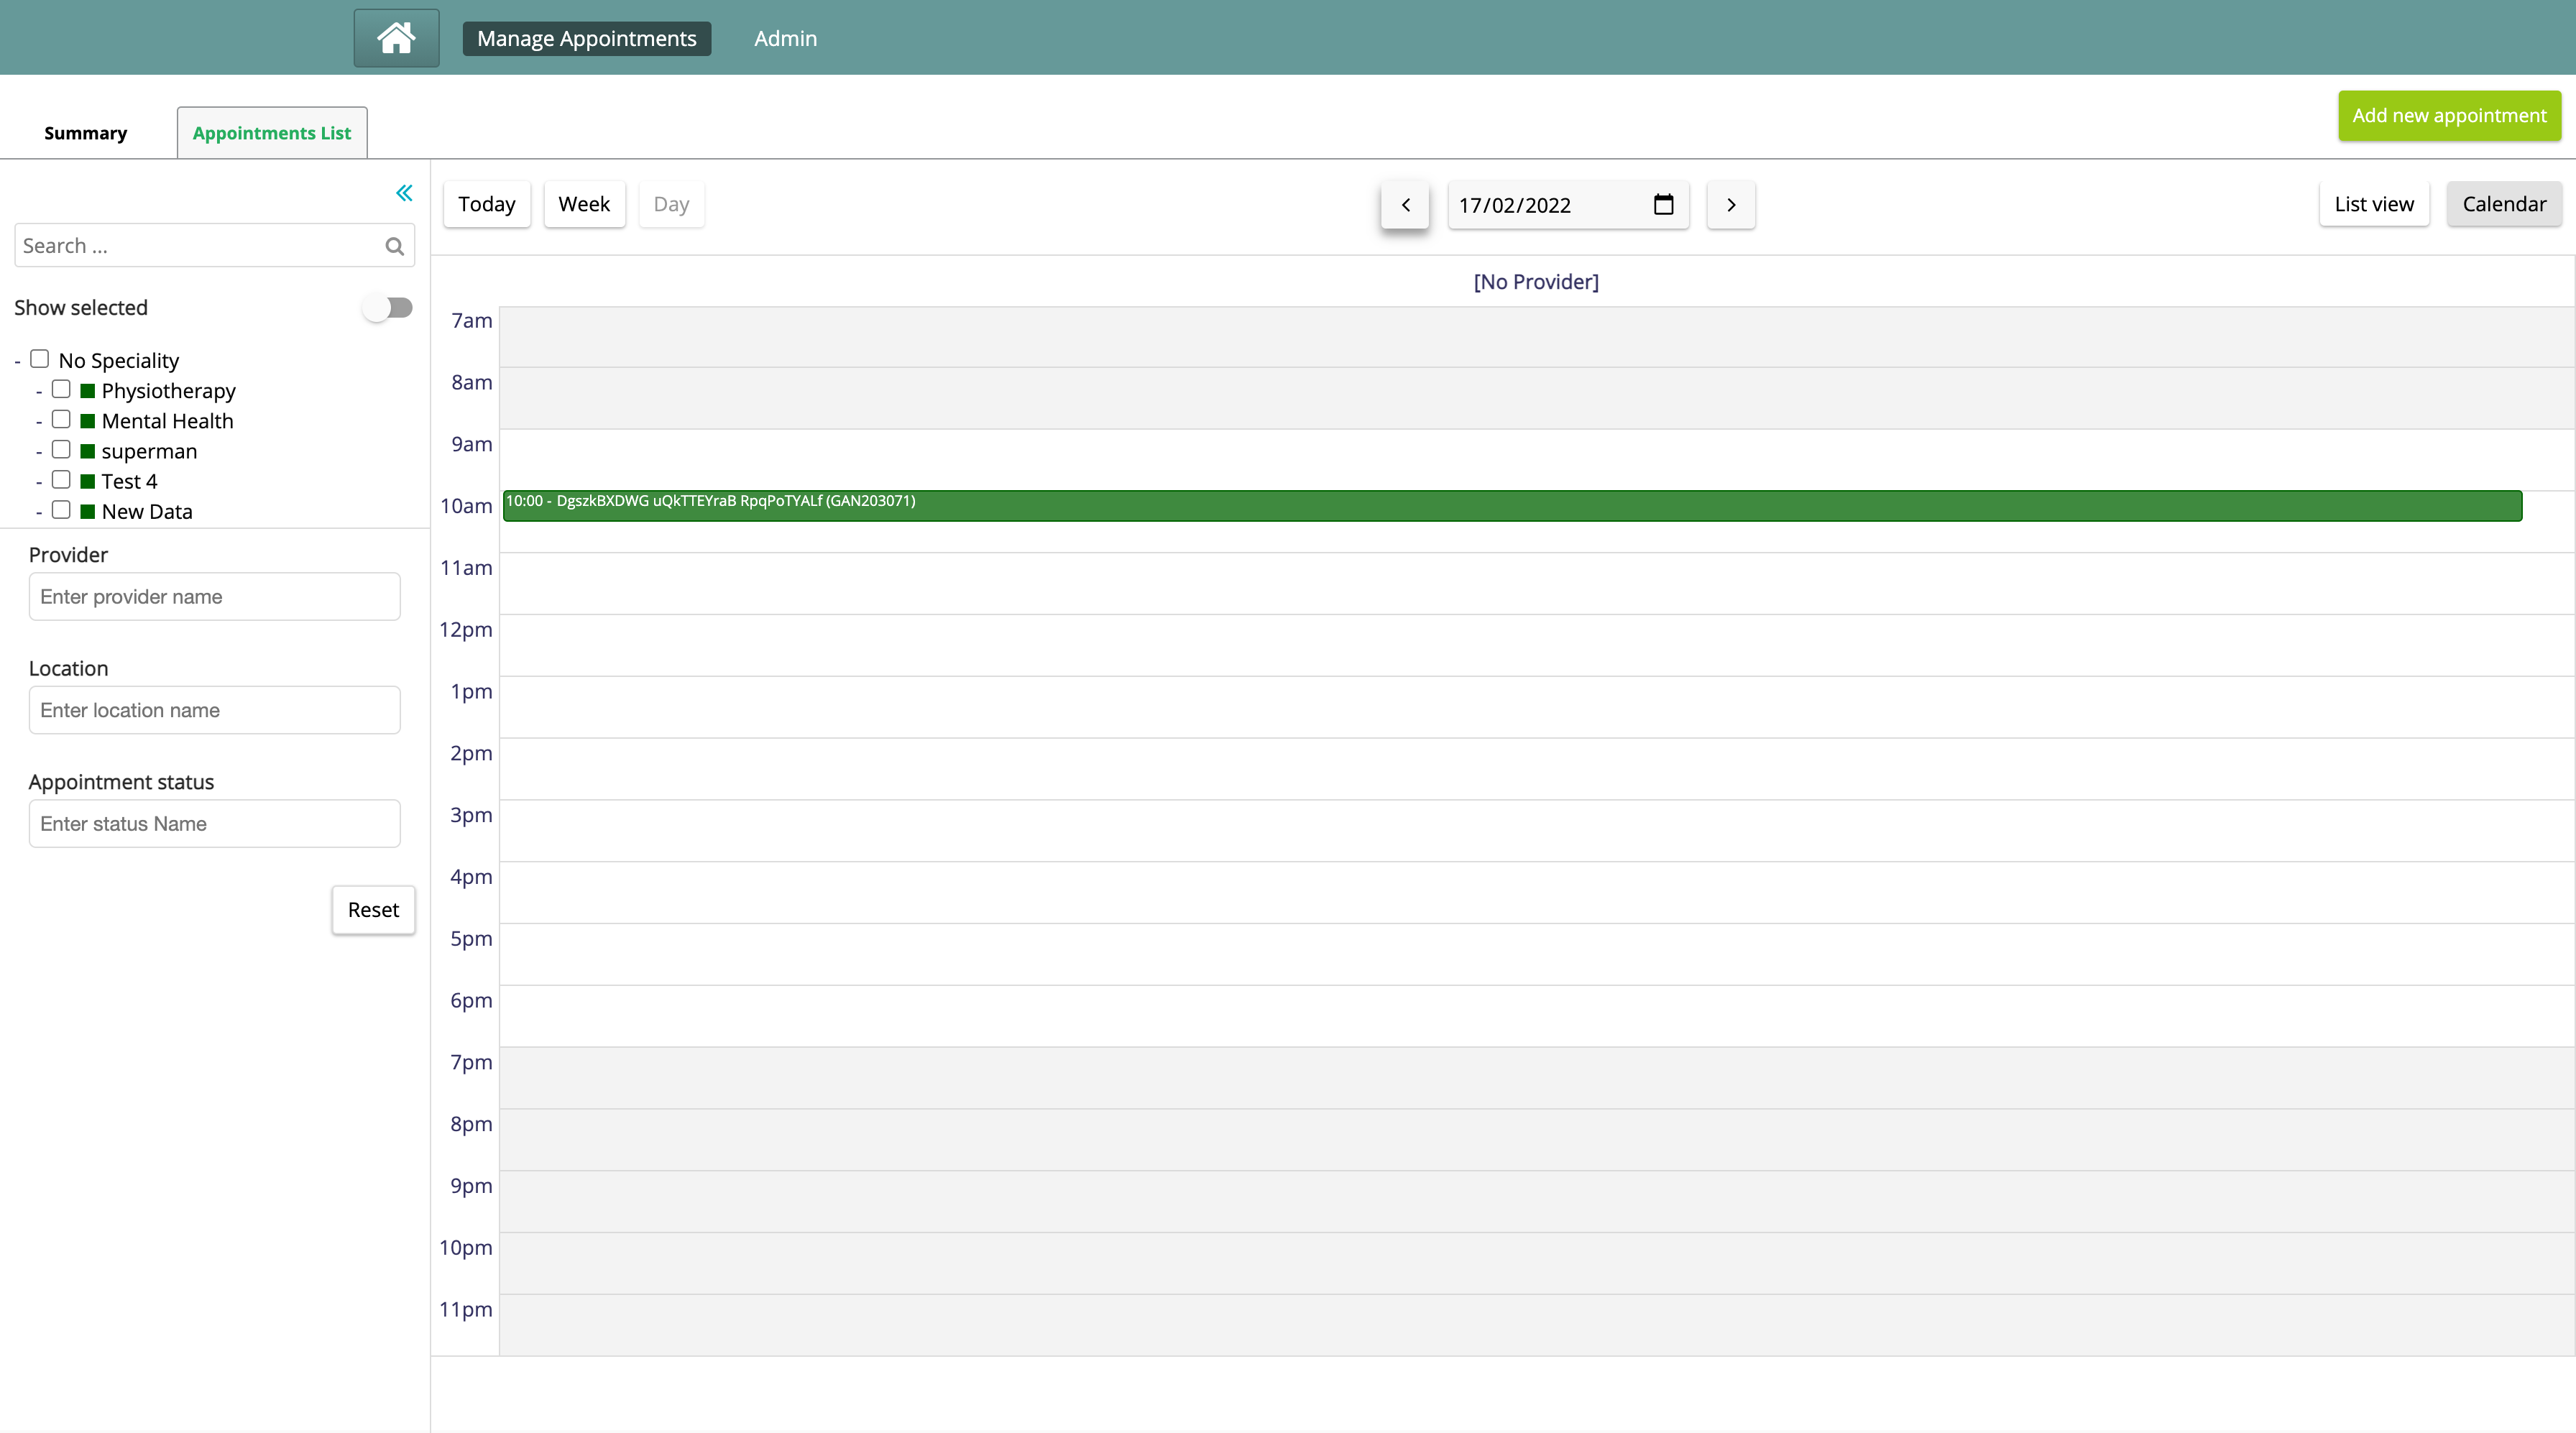 Manage Appointments
Admin
Summary
Appointments List
Add new appointment
Search ...
Show selected
- No Speciality
- Physiotherapy
- Mental Health
- superman
- Test 4
- New Data
Provider
Enter provider name
Location
Enter location name
Appointment status
Enter status Name
Reset
Today
Week
Day
17/02/2022
List view
Calendar
[No Provider]
7am
8am
9am
10am
10:00 - DgszkBXDWG uQkTTEYraB RpqPoTYALf (GAN203071)
11am
12pm
1pm
2pm
3pm
4pm
5pm
6pm
7pm
8pm
9pm
10pm
11pm